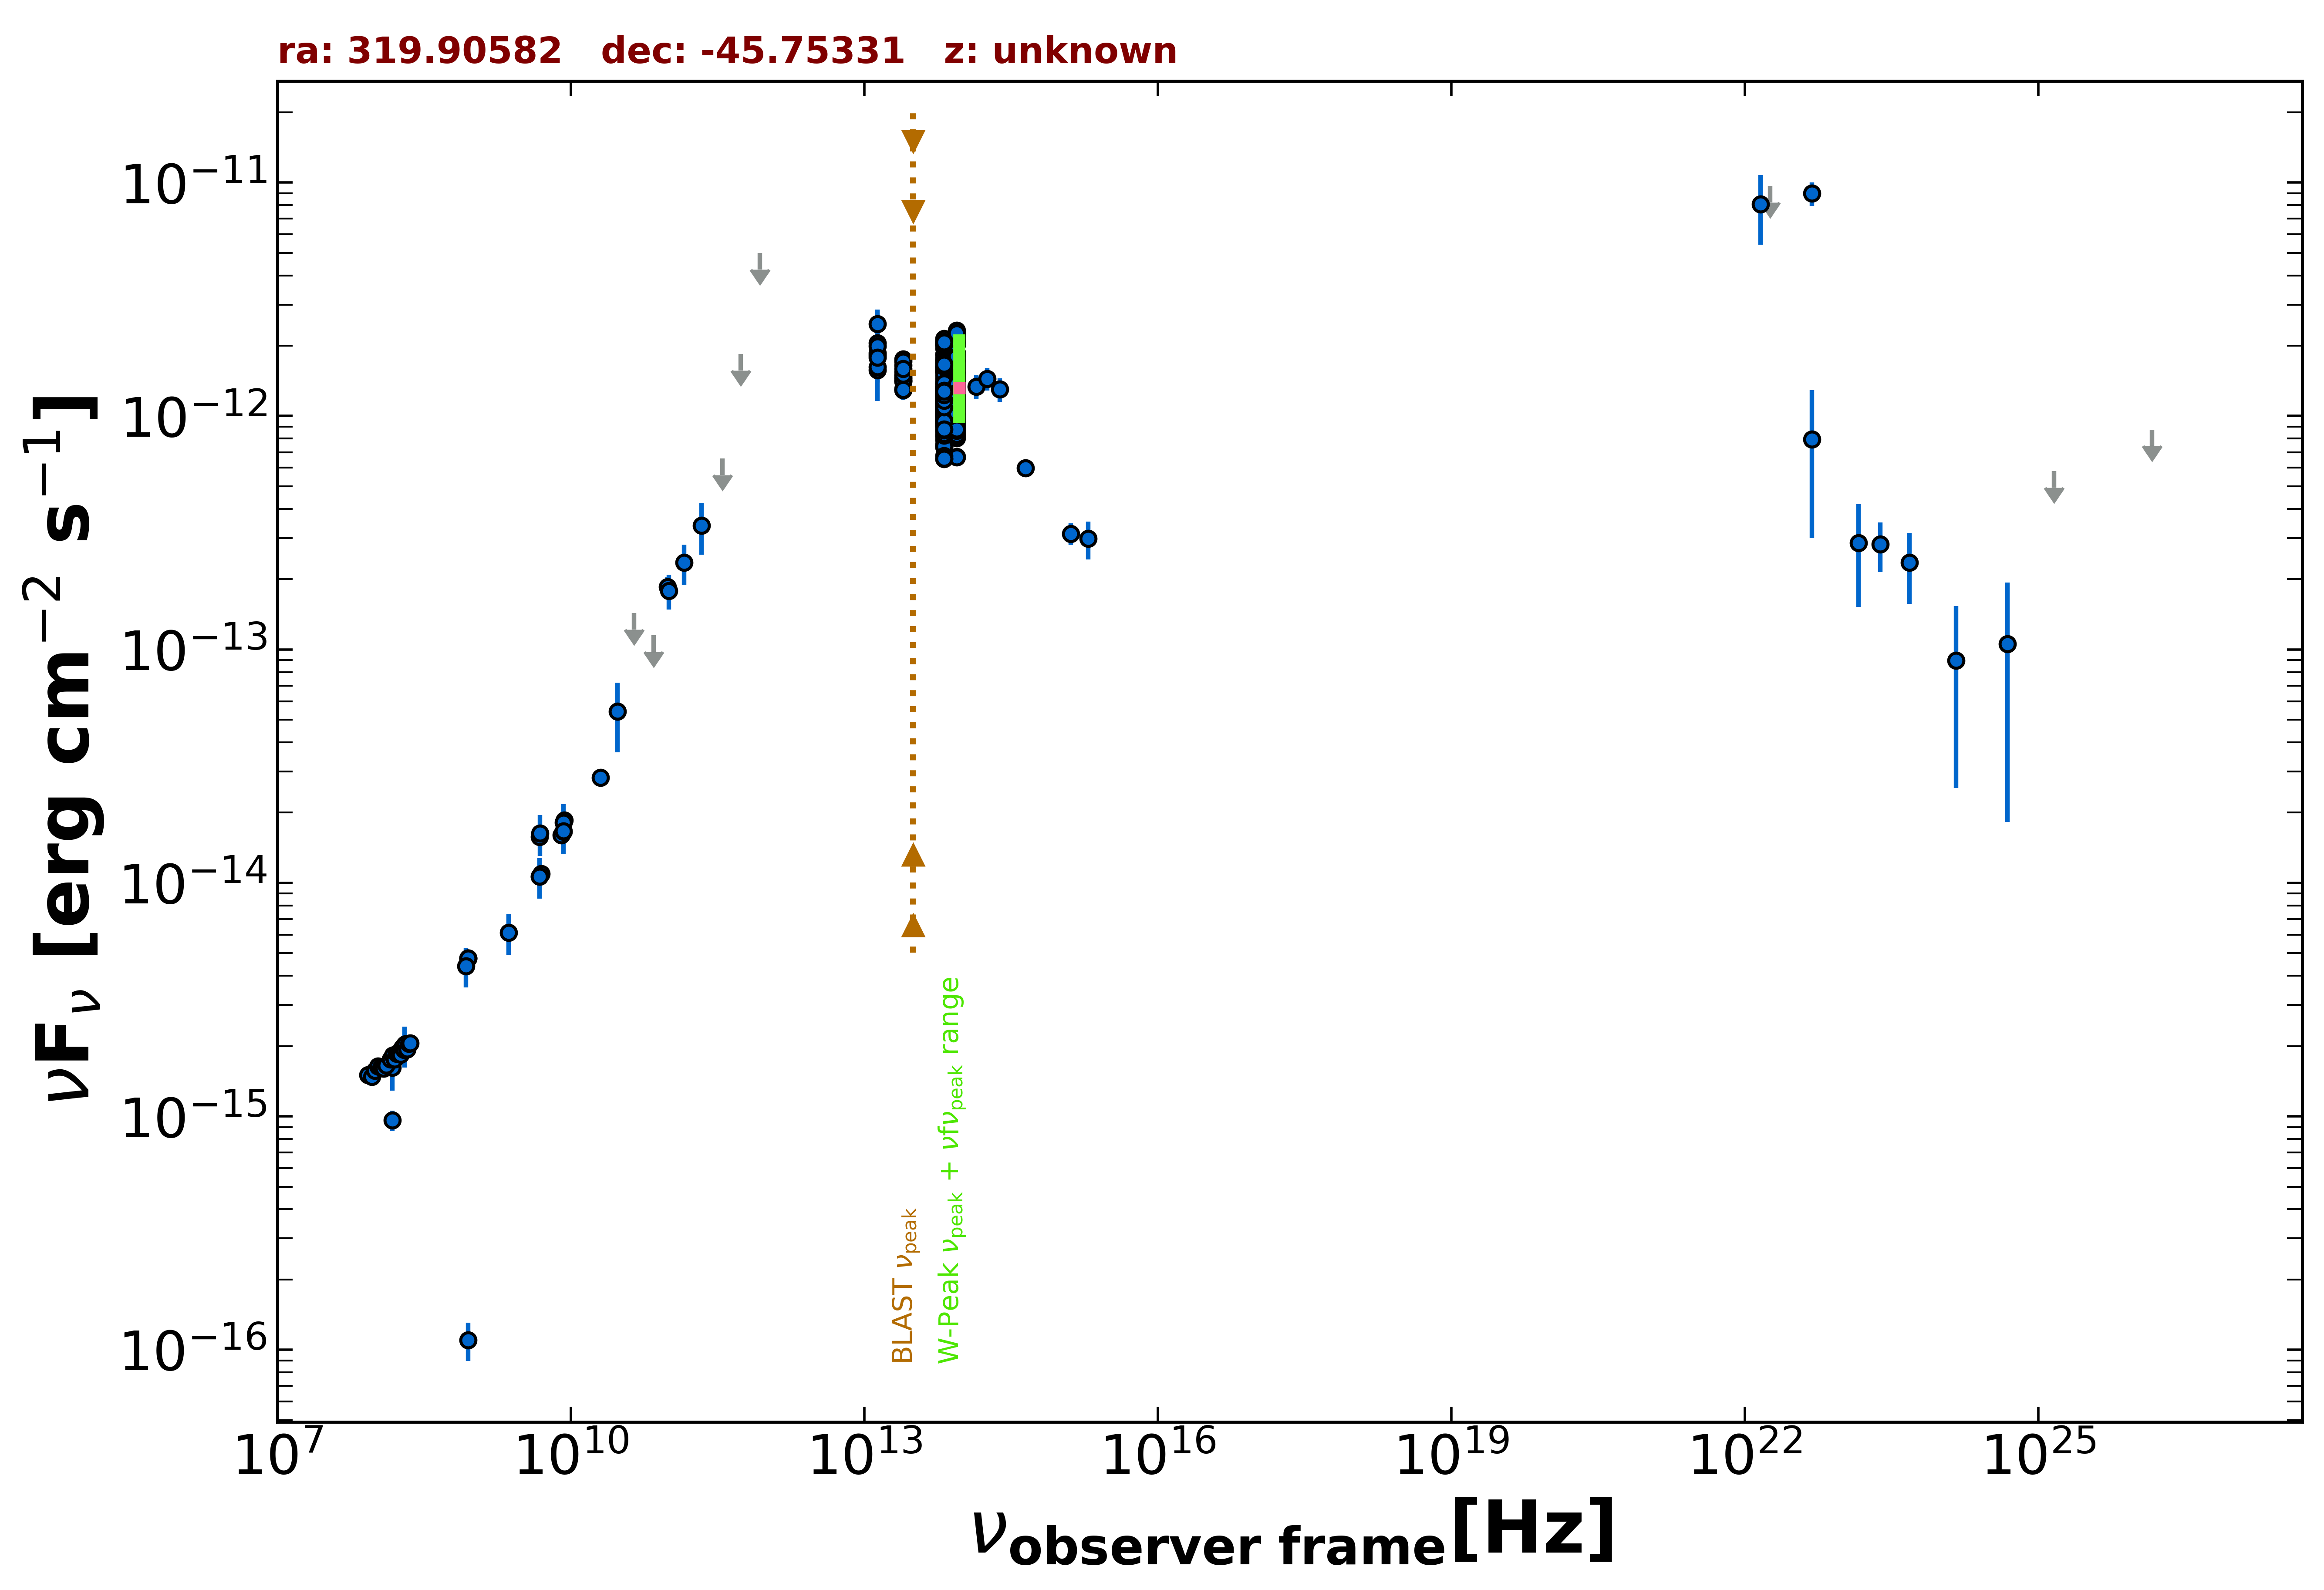 ra: 319.90582   dec: -45.75331   z: unknown
νFν [erg cm−2 s−1]
10−11
10−12
10−13
10−14
10−15
10−16
BLAST νpeak
W-Peak νpeak + νfνpeak range
107
1010
1013
1016
1019
1022
1025
νobserver frame[Hz]